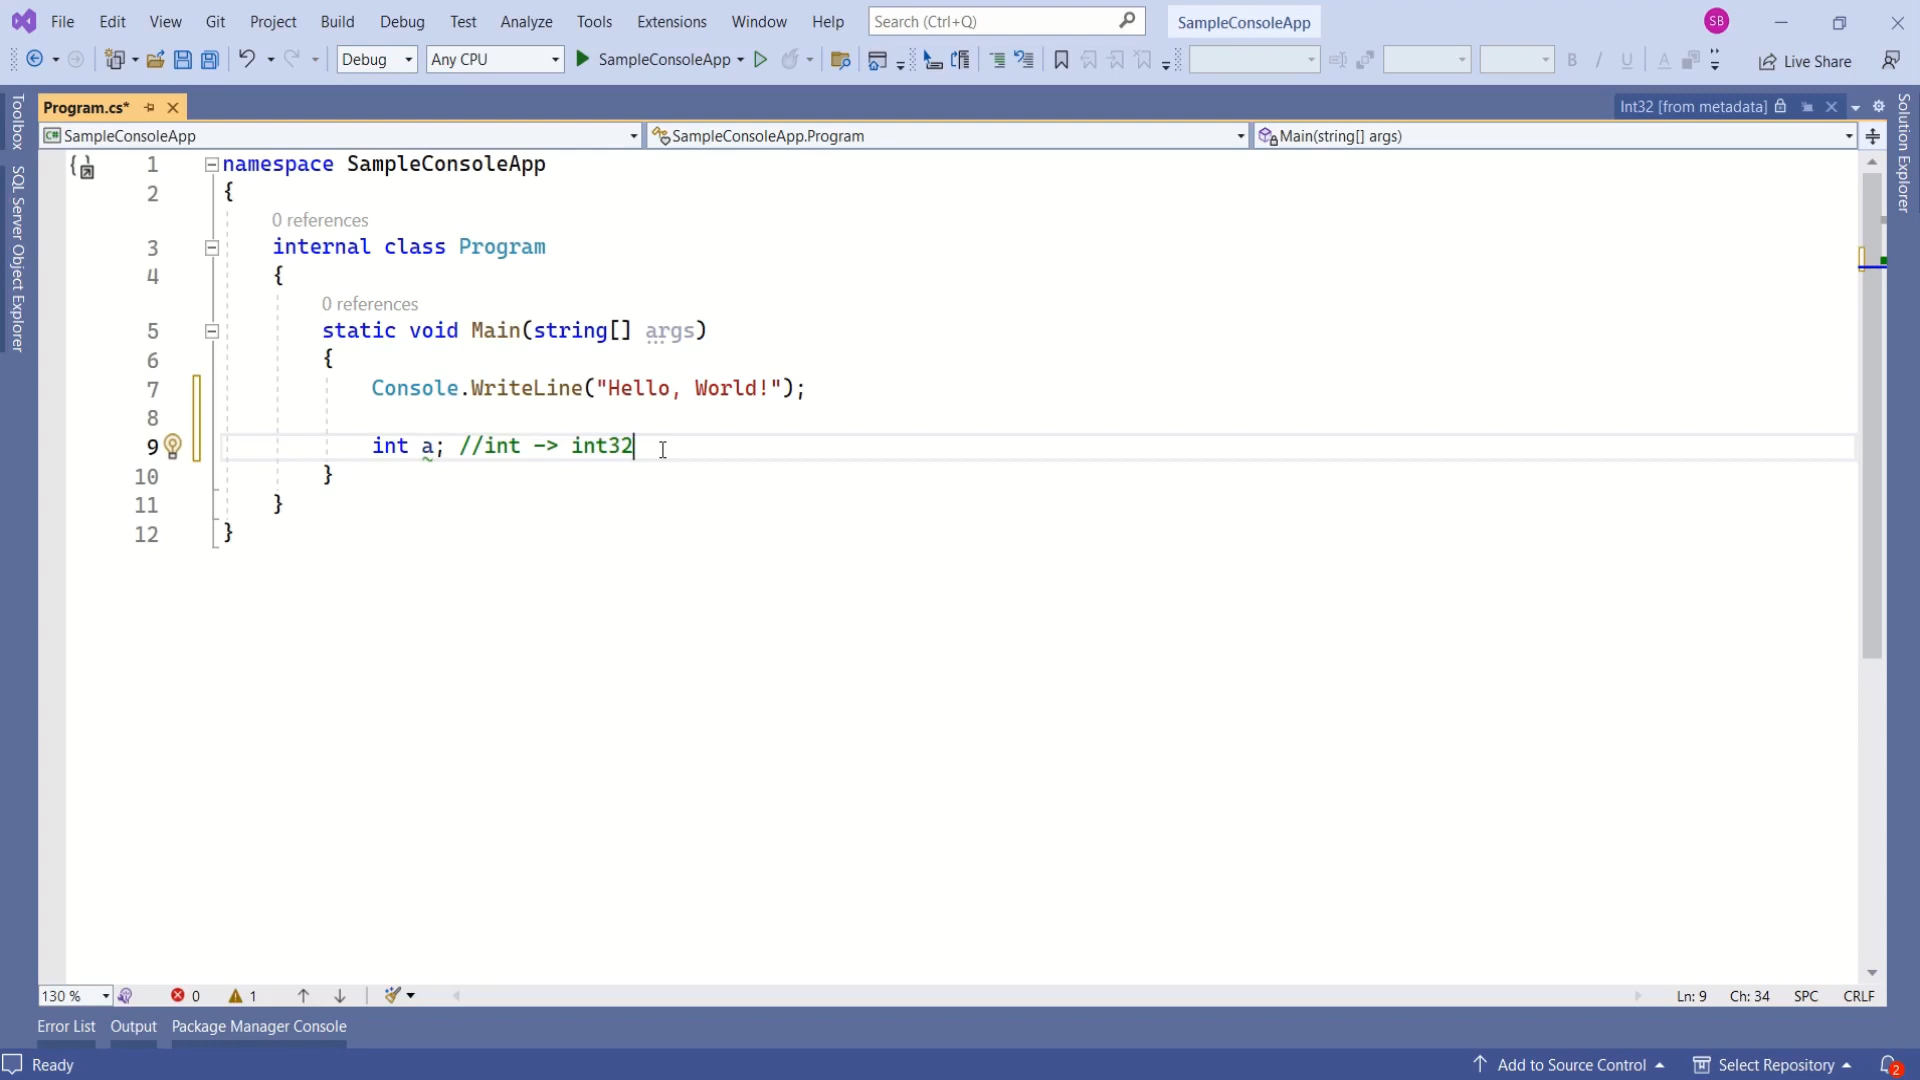 File Edit View Git Project Build Debug Test Analyze Tools Extensions Window Help Search (Ctrl+Q) SampleConsoleApp SB
Debug Any CPU SampleConsoleApp B I U A Live Share
Program.cs* Int32 [from metadata]
SampleConsoleApp SampleConsoleApp.Program Main(string[] args)
Toolbox
SQL Server Object Explorer
Solution Explorer
1 namespace SampleConsoleApp
2 {
0 references
3 internal class Program
4 {
0 references
5 static void Main(string[] args)
6 {
7 Console.WriteLine("Hello, World!");
8
9 int a; //int -> int32
10 }
11 }
12 }
130 % 0 1 Ln: 9 Ch: 34 SPC CRLF
Error List Output Package Manager Console
Ready Add to Source Control Select Repository 2